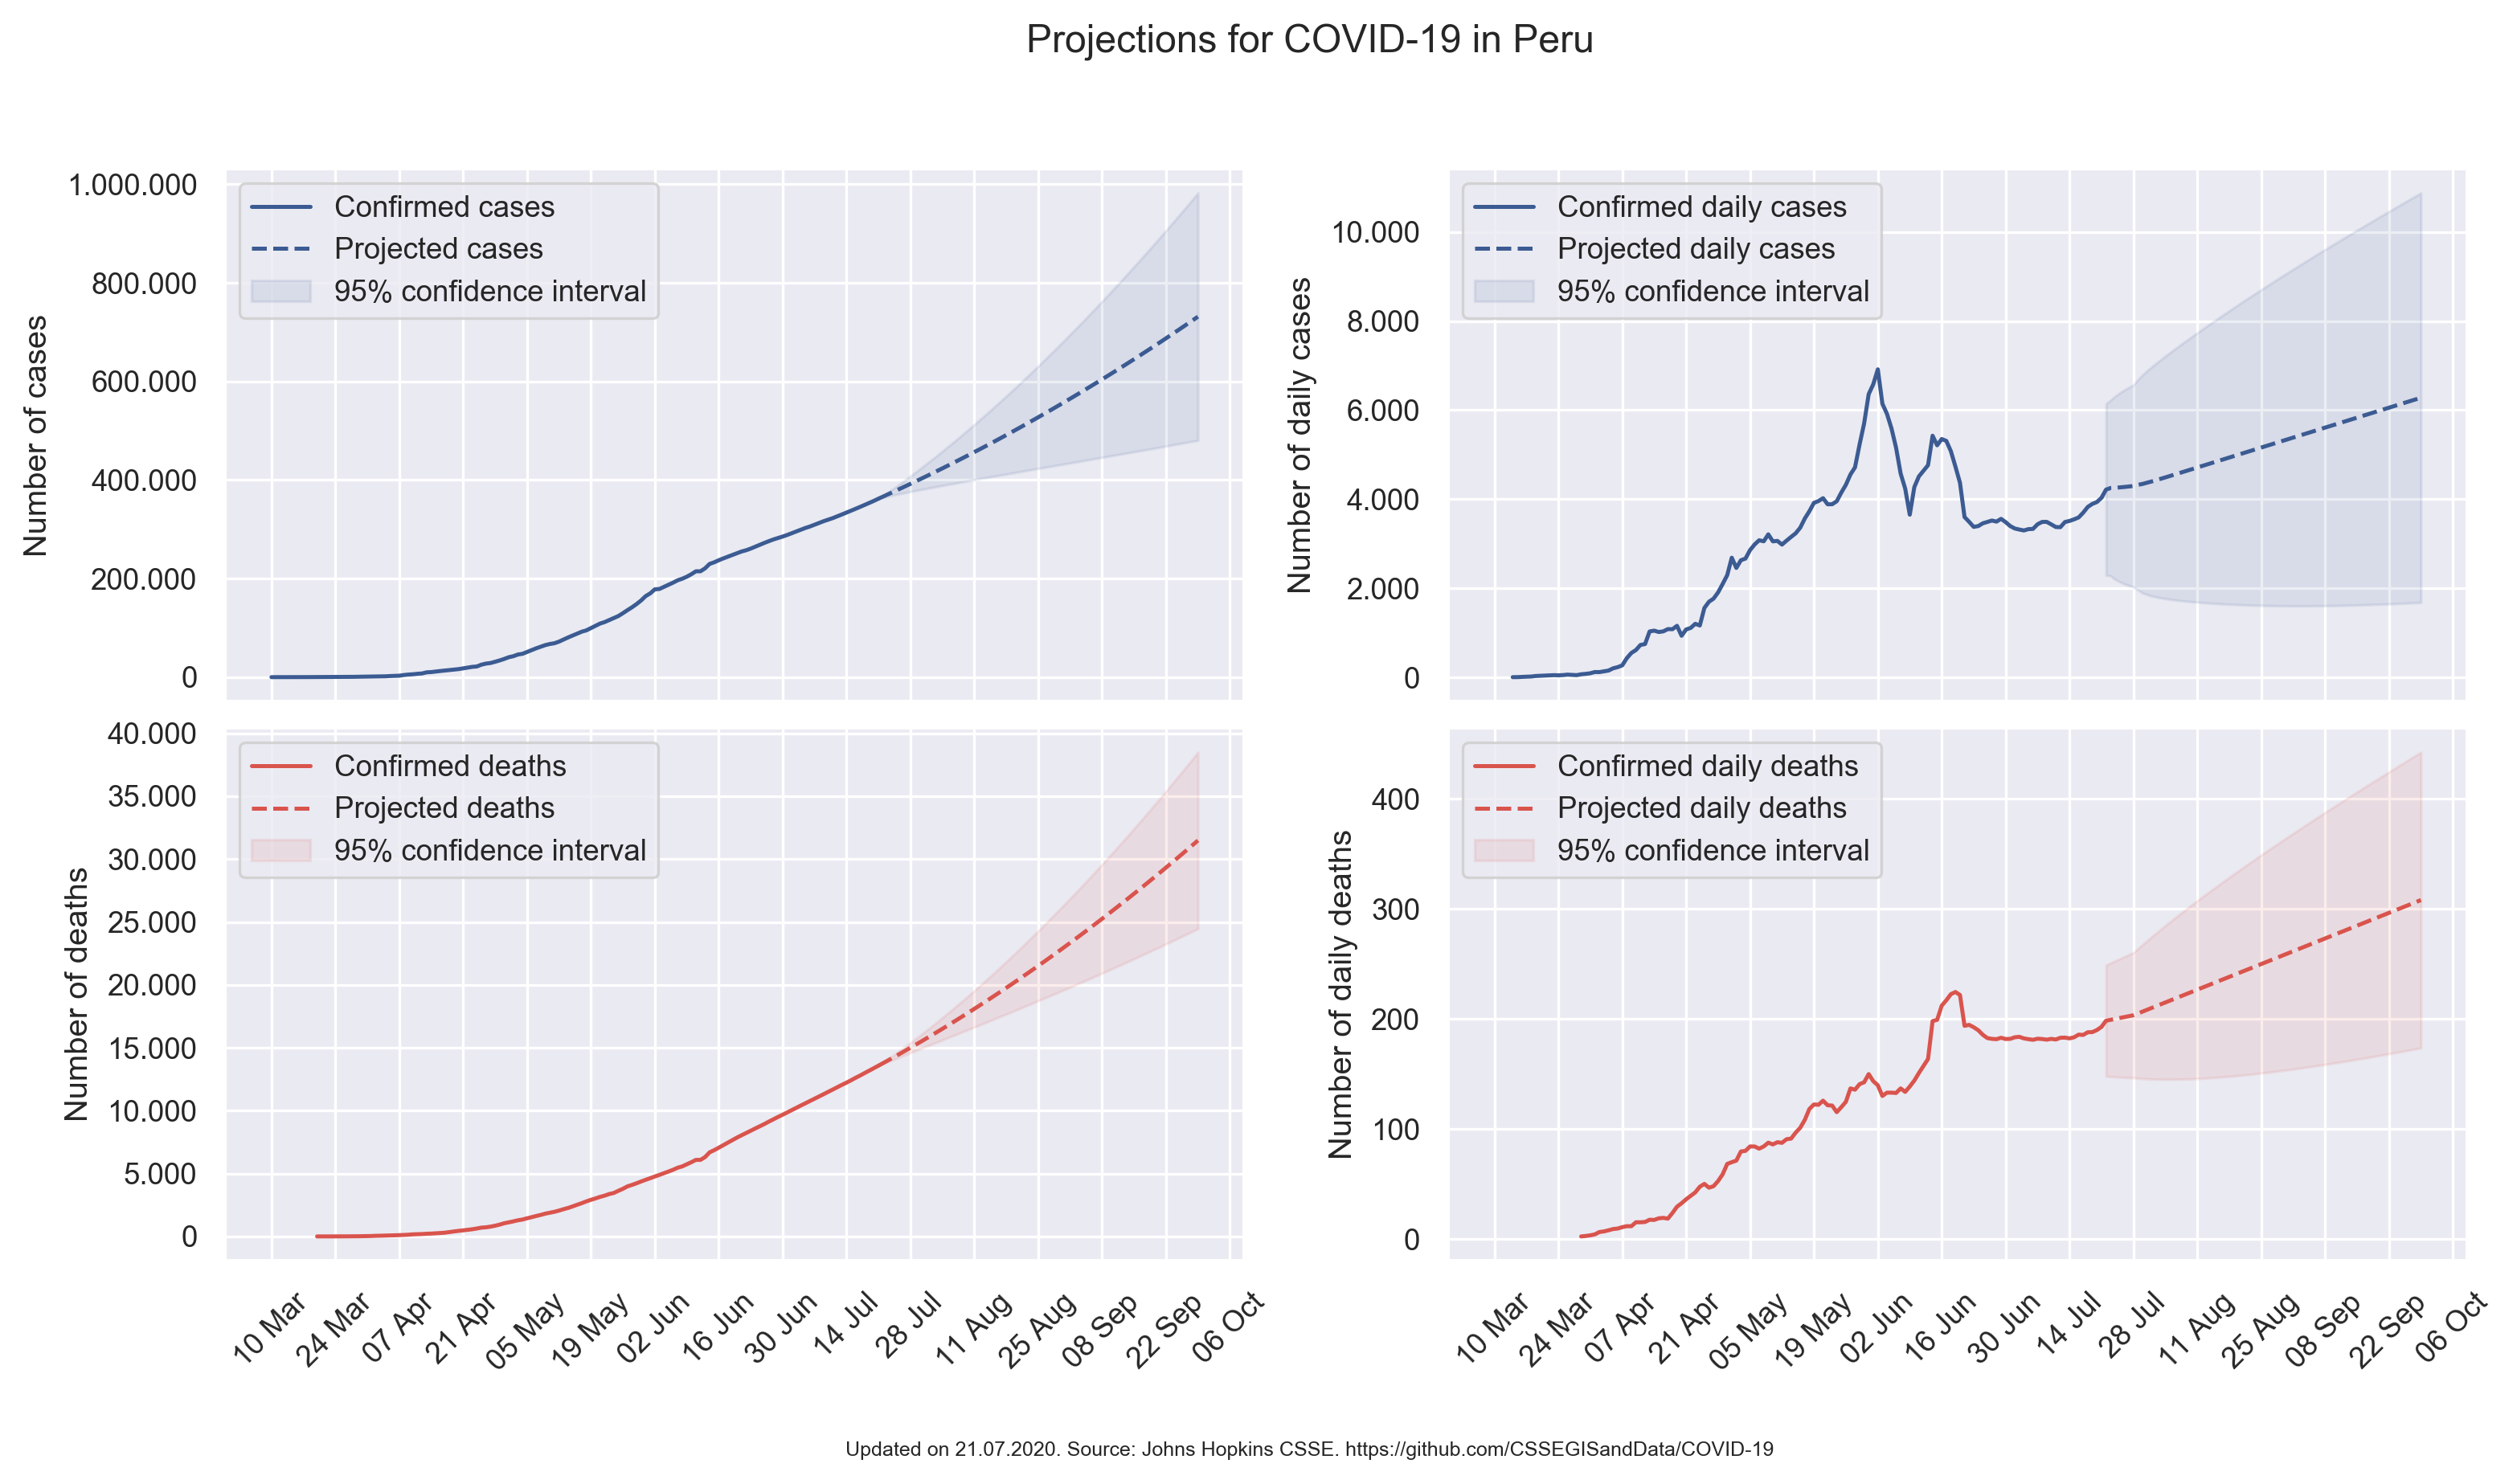 Projections for COVID-19 in Peru
Number of cases
1.000.000
800.000
600.000
400.000
200.000
0
Confirmed cases
Projected cases
95% confidence interval
Number of daily cases
10.000
8.000
6.000
4.000
2.000
0
Confirmed daily cases
Projected daily cases
95% confidence interval
Number of deaths
40.000
35.000
30.000
25.000
20.000
15.000
10.000
5.000
0
Confirmed deaths
Projected deaths
95% confidence interval
10 Mar
24 Mar
07 Apr
21 Apr
05 May
19 May
02 Jun
16 Jun
30 Jun
14 Jul
28 Jul
11 Aug
25 Aug
08 Sep
22 Sep
06 Oct
Number of daily deaths
400
300
200
100
0
Confirmed daily deaths
Projected daily deaths
95% confidence interval
10 Mar
24 Mar
07 Apr
21 Apr
05 May
19 May
02 Jun
16 Jun
30 Jun
14 Jul
28 Jul
11 Aug
25 Aug
08 Sep
22 Sep
06 Oct
Updated on 21.07.2020. Source: Johns Hopkins CSSE. https://github.com/CSSEGISandData/COVID-19